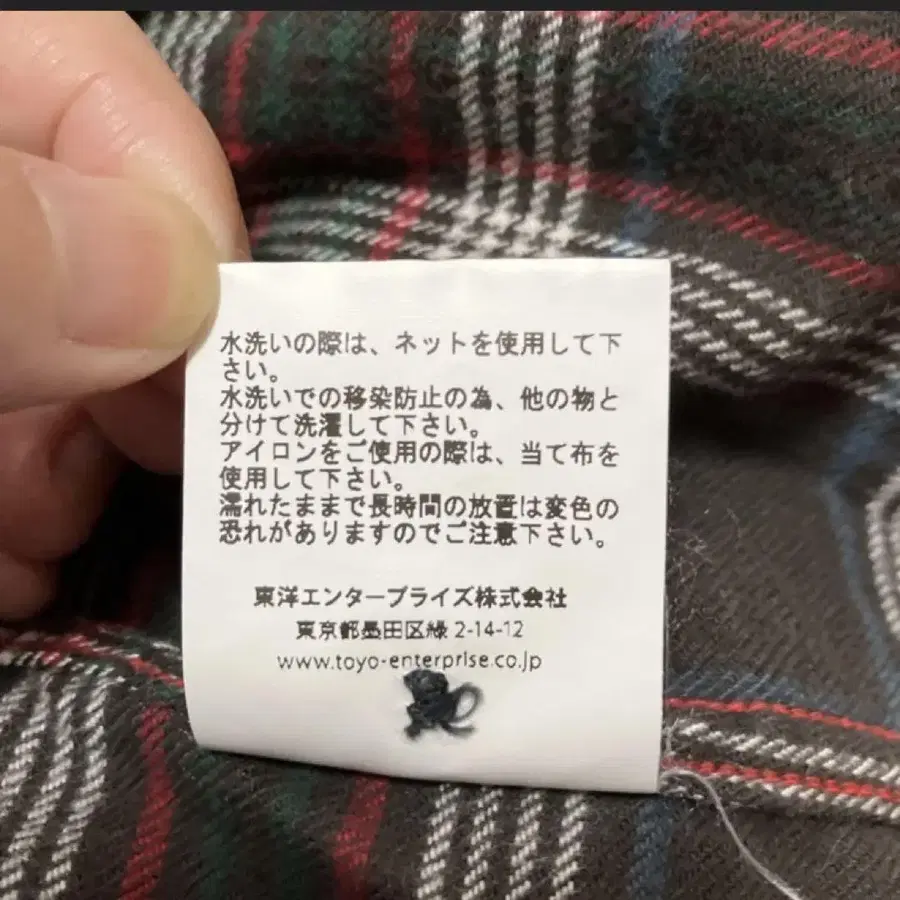 水洗いの際は、ネットを使用して下
さい。
水洗いでの移染防止の為、他の物と
分けて洗濯して下さい。
アイロンをご使用の際は、当て布を
使用して下さい。
濡れたままで長時間の放置は変色の
恐れがありますのでご注意下さい。
東洋エンタープライズ株式会社
東京都墨田区緑 2-14-12
www.toyo-enterprise.co.jp